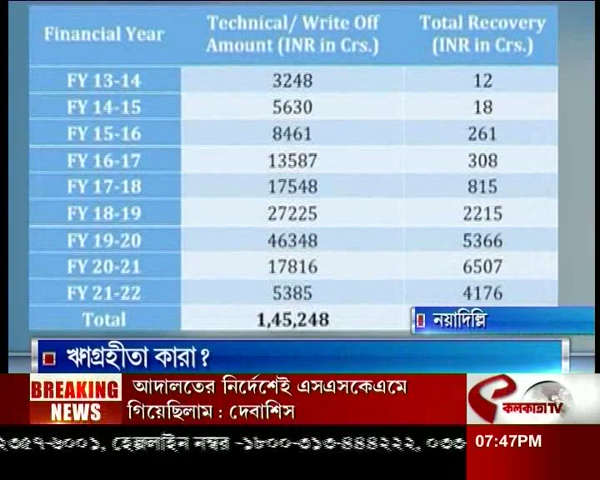 Financial Year Technical/ Write Off Amount (INR in Crs.) Total Recovery (INR in Crs.)
FY 13-14 3248 12
FY 14-15 5630 18
FY 15-16 8461 261
FY 16-17 13587 308
FY 17-18 17548 815
FY 18-19 27225 2215
FY 19-20 46348 5366
FY 20-21 17816 6507
FY 21-22 5385 4176
Total 1,45,248
নয়াদিল্লি
ঋণগ্রহীতা কারা?
BREAKING NEWS
আদালতের নির্দেশেই এসএসকেএমে
গিয়েছিলাম : দেবাশিস
কলকাতা TV
২৩৫৭-৬০০১, হেল্পলাইন নম্বর -১৮০০-৩১৩-৪৪৪২২২, ০৩৩
07:47PM